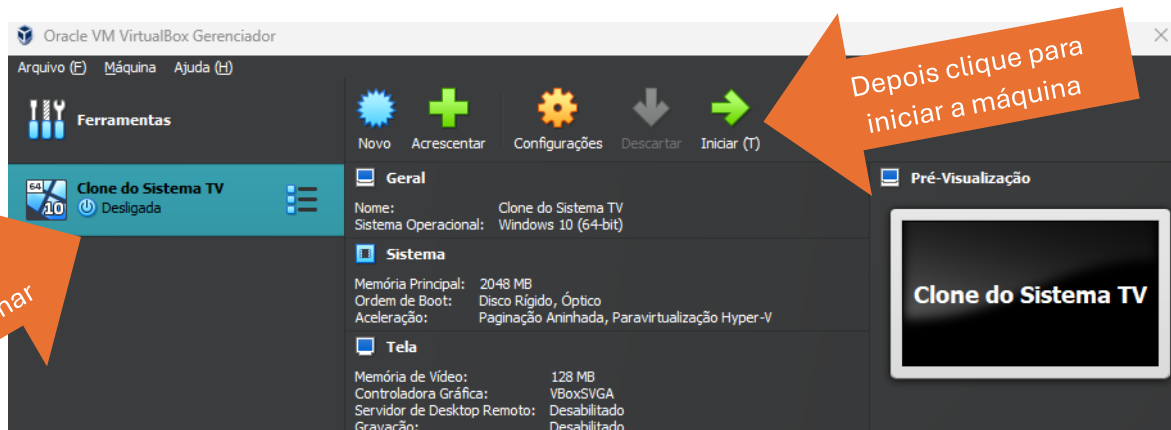 Oracle VM VirtualBox Gerenciador
Arquivo (F) Máquina Ajuda (H)
Depois clique para
iniciar a máquina
Ferramentas
Novo Acrescentar Configurações Descartar Iniciar (T)
64
10
Clone do Sistema TV
Desligada
Geral
Nome: Clone do Sistema TV
Sistema Operacional: Windows 10 (64-bit)
Sistema
Memória Principal: 2048 MB
Ordem de Boot: Disco Rígido, Óptico
Aceleração: Paginação Aninhada, Paravirtualização Hyper-V
Tela
Memória de Vídeo: 128 MB
Controladora Gráfica: VBoxSVGA
Servidor de Desktop Remoto: Desabilitado
Gravação: Desabilitado
Pré-Visualização
Clone do Sistema TV